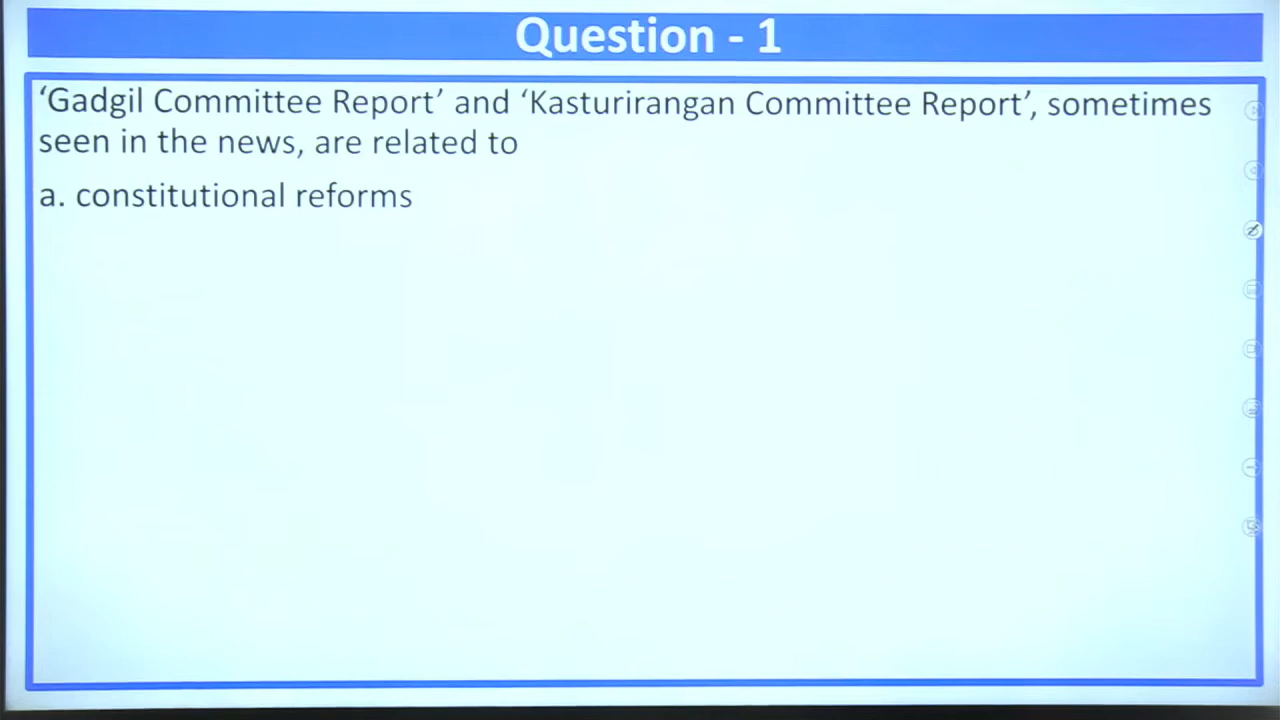 Question - 1
‘Gadgil Committee Report’ and ‘Kasturirangan Committee Report’, sometimes
seen in the news, are related to
a. constitutional reforms